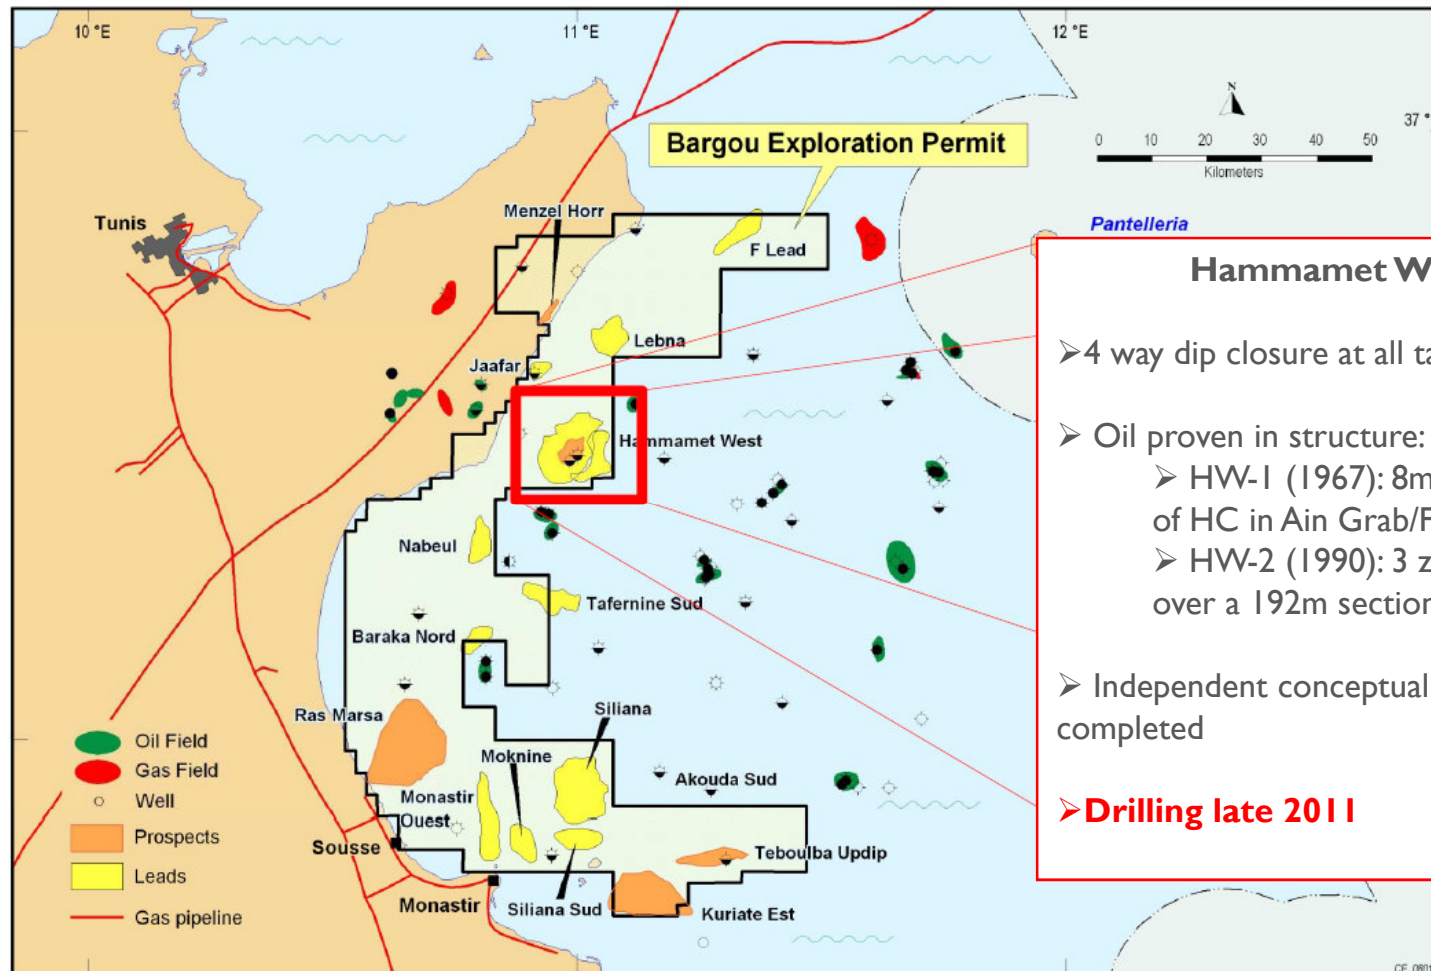 10 °E
11 °E
12 °E
N
37 °
0 10 20 30 40 50
Kilometers
Bargou Exploration Permit
Tunis
Menzel Horr
Pantelleria
F Lead
Lebna
Jaafar
Hammamet West
Nabeul
Tafernine Sud
Baraka Nord
Ras Marsa
Siliana
Moknine
Akouda Sud
Monastir
Ouest
Sousse
Teboulba Updip
Monastir
Siliana Sud
Kuriate Est
Oil Field
Gas Field
Well
Prospects
Leads
Gas pipeline
Hammamet W
➢4 way dip closure at all ta
➢ Oil proven in structure:
➢ HW-1 (1967): 8m
of HC in Ain Grab/F
➢ HW-2 (1990): 3 z
over a 192m section
➢ Independent conceptual
completed
➢Drilling late 2011